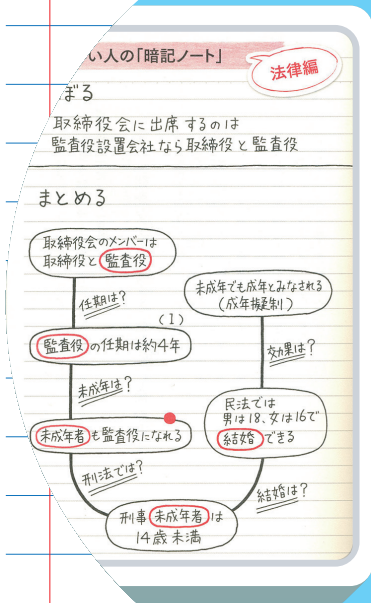 い人の「暗記ノート」
法律編
ぼる
取締役会に出席するのは
監査役設置会社なら取締役と監査役
まとめる
取締役会のメンバーは
取締役と監査役
任期は?
(1)
監査役の任期は約4年
未成年は?
未成年者も監査役になれる
刑法では?
刑事未成年者は
14歳未満
未成年でも成年とみなされる
(成年擬制)
効果は?
民法では
男は18、女は16で
結婚できる
結婚は?